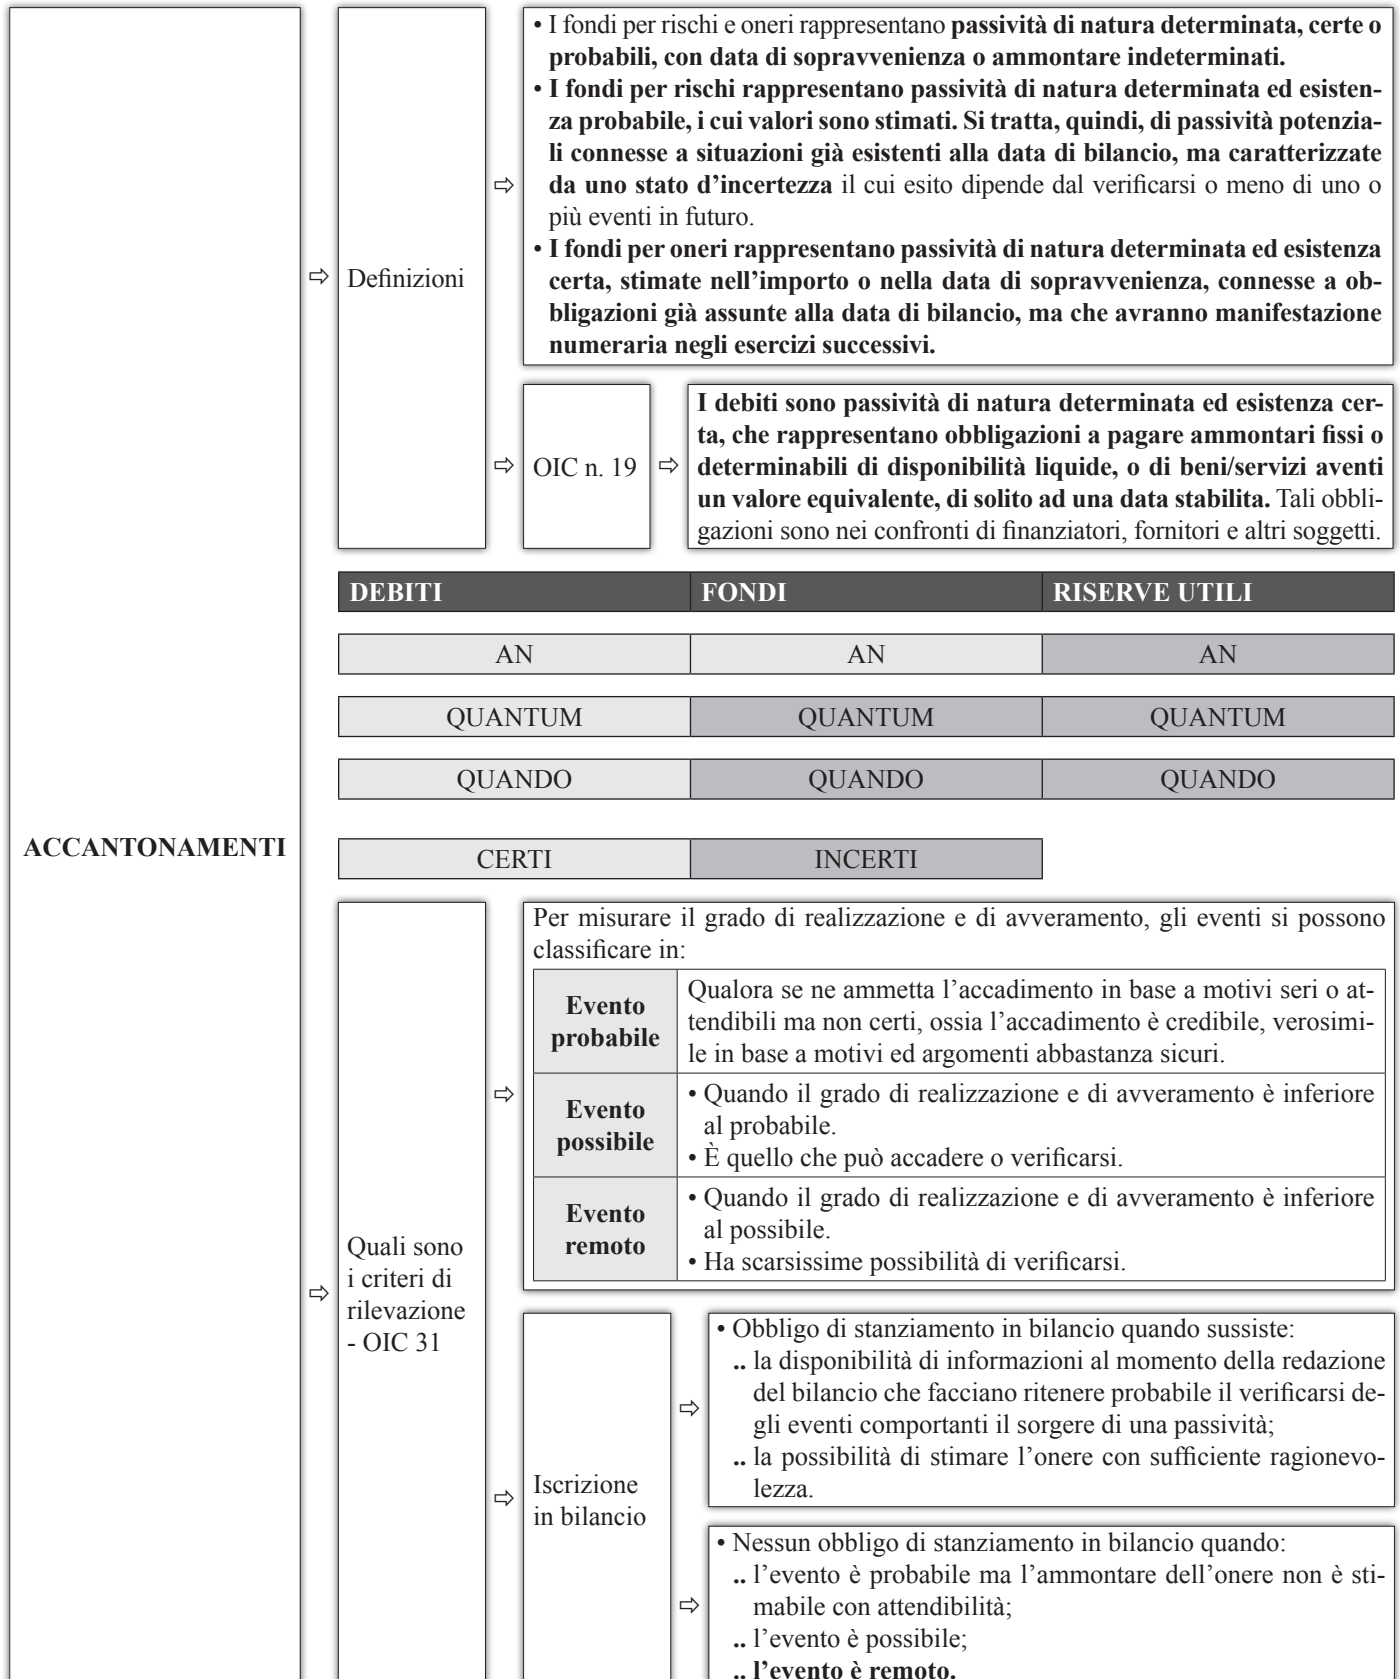 ACCANTONAMENTI
Definizioni
• I fondi per rischi e oneri rappresentano passività di natura determinata, certe o
probabili, con data di sopravvenienza o ammontare indeterminati.
• I fondi per rischi rappresentano passività di natura determinata ed esisten-
za probabile, i cui valori sono stimati. Si tratta, quindi, di passività potenzia-
li connesse a situazioni già esistenti alla data di bilancio, ma caratterizzate
da uno stato d'incertezza il cui esito dipende dal verificarsi o meno di uno o
più eventi in futuro.
• I fondi per oneri rappresentano passività di natura determinata ed esistenza
certa, stimate nell'importo o nella data di sopravvenienza, connesse a ob-
bligazioni già assunte alla data di bilancio, ma che avranno manifestazione
numeraria negli esercizi successivi.
OIC n. 19
I debiti sono passività di natura determinata ed esistenza cer-
ta, che rappresentano obbligazioni a pagare ammontari fissi o
determinabili di disponibilità liquide, o di beni/servizi aventi
un valore equivalente, di solito ad una data stabilita. Tali obbli-
gazioni sono nei confronti di finanziatori, fornitori e altri soggetti.
DEBITI FONDI RISERVE UTILI
AN AN AN
QUANTUM QUANTUM QUANTUM
QUANDO QUANDO QUANDO
CERTI INCERTI
Quali sono
i criteri di
rilevazione
- OIC 31
Per misurare il grado di realizzazione e di avveramento, gli eventi si possono
classificare in:
Evento
probabile
Qualora se ne ammetta l'accadimento in base a motivi seri o at-
tendibili ma non certi, ossia l'accadimento è credibile, verosimi-
le in base a motivi ed argomenti abbastanza sicuri.
Evento
possibile
• Quando il grado di realizzazione e di avveramento è inferiore
al probabile.
• È quello che può accadere o verificarsi.
Evento
remoto
• Quando il grado di realizzazione e di avveramento è inferiore
al possibile.
• Ha scarsissime possibilità di verificarsi.
Iscrizione
in bilancio
• Obbligo di stanziamento in bilancio quando sussiste:
.. la disponibilità di informazioni al momento della redazione
del bilancio che facciano ritenere probabile il verificarsi de-
gli eventi comportanti il sorgere di una passività;
.. la possibilità di stimare l'onere con sufficiente ragionevo-
lezza.
• Nessun obbligo di stanziamento in bilancio quando:
.. l'evento è probabile ma l'ammontare dell'onere non è sti-
mabile con attendibilità;
.. l'evento è possibile;
.. l'evento è remoto.